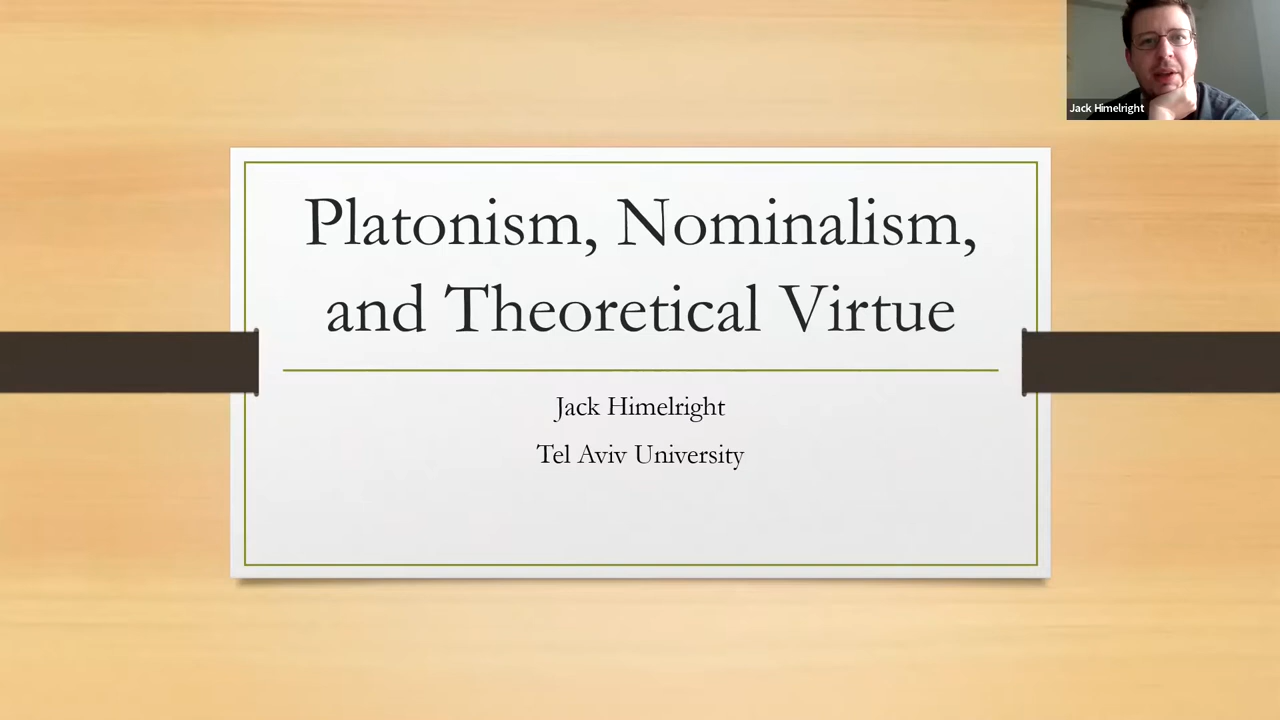 Jack Himelright
Platonism, Nominalism,
and Theoretical Virtue
Jack Himelright
Tel Aviv University